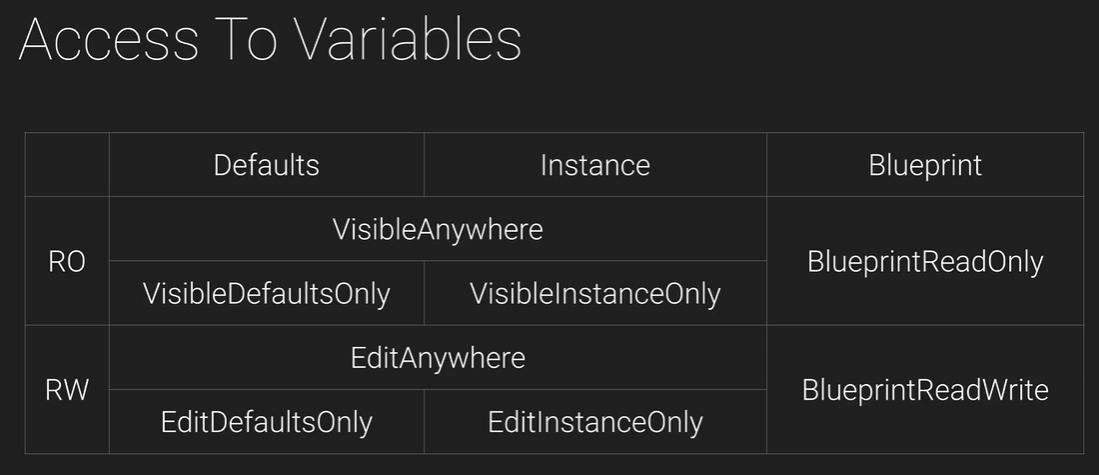 Access To Variables
Defaults Instance Blueprint
VisibleAnywhere
RO BlueprintReadOnly
VisibleDefaultsOnly VisibleInstanceOnly
EditAnywhere
RW BlueprintReadWrite
EditDefaultsOnly EditInstanceOnly